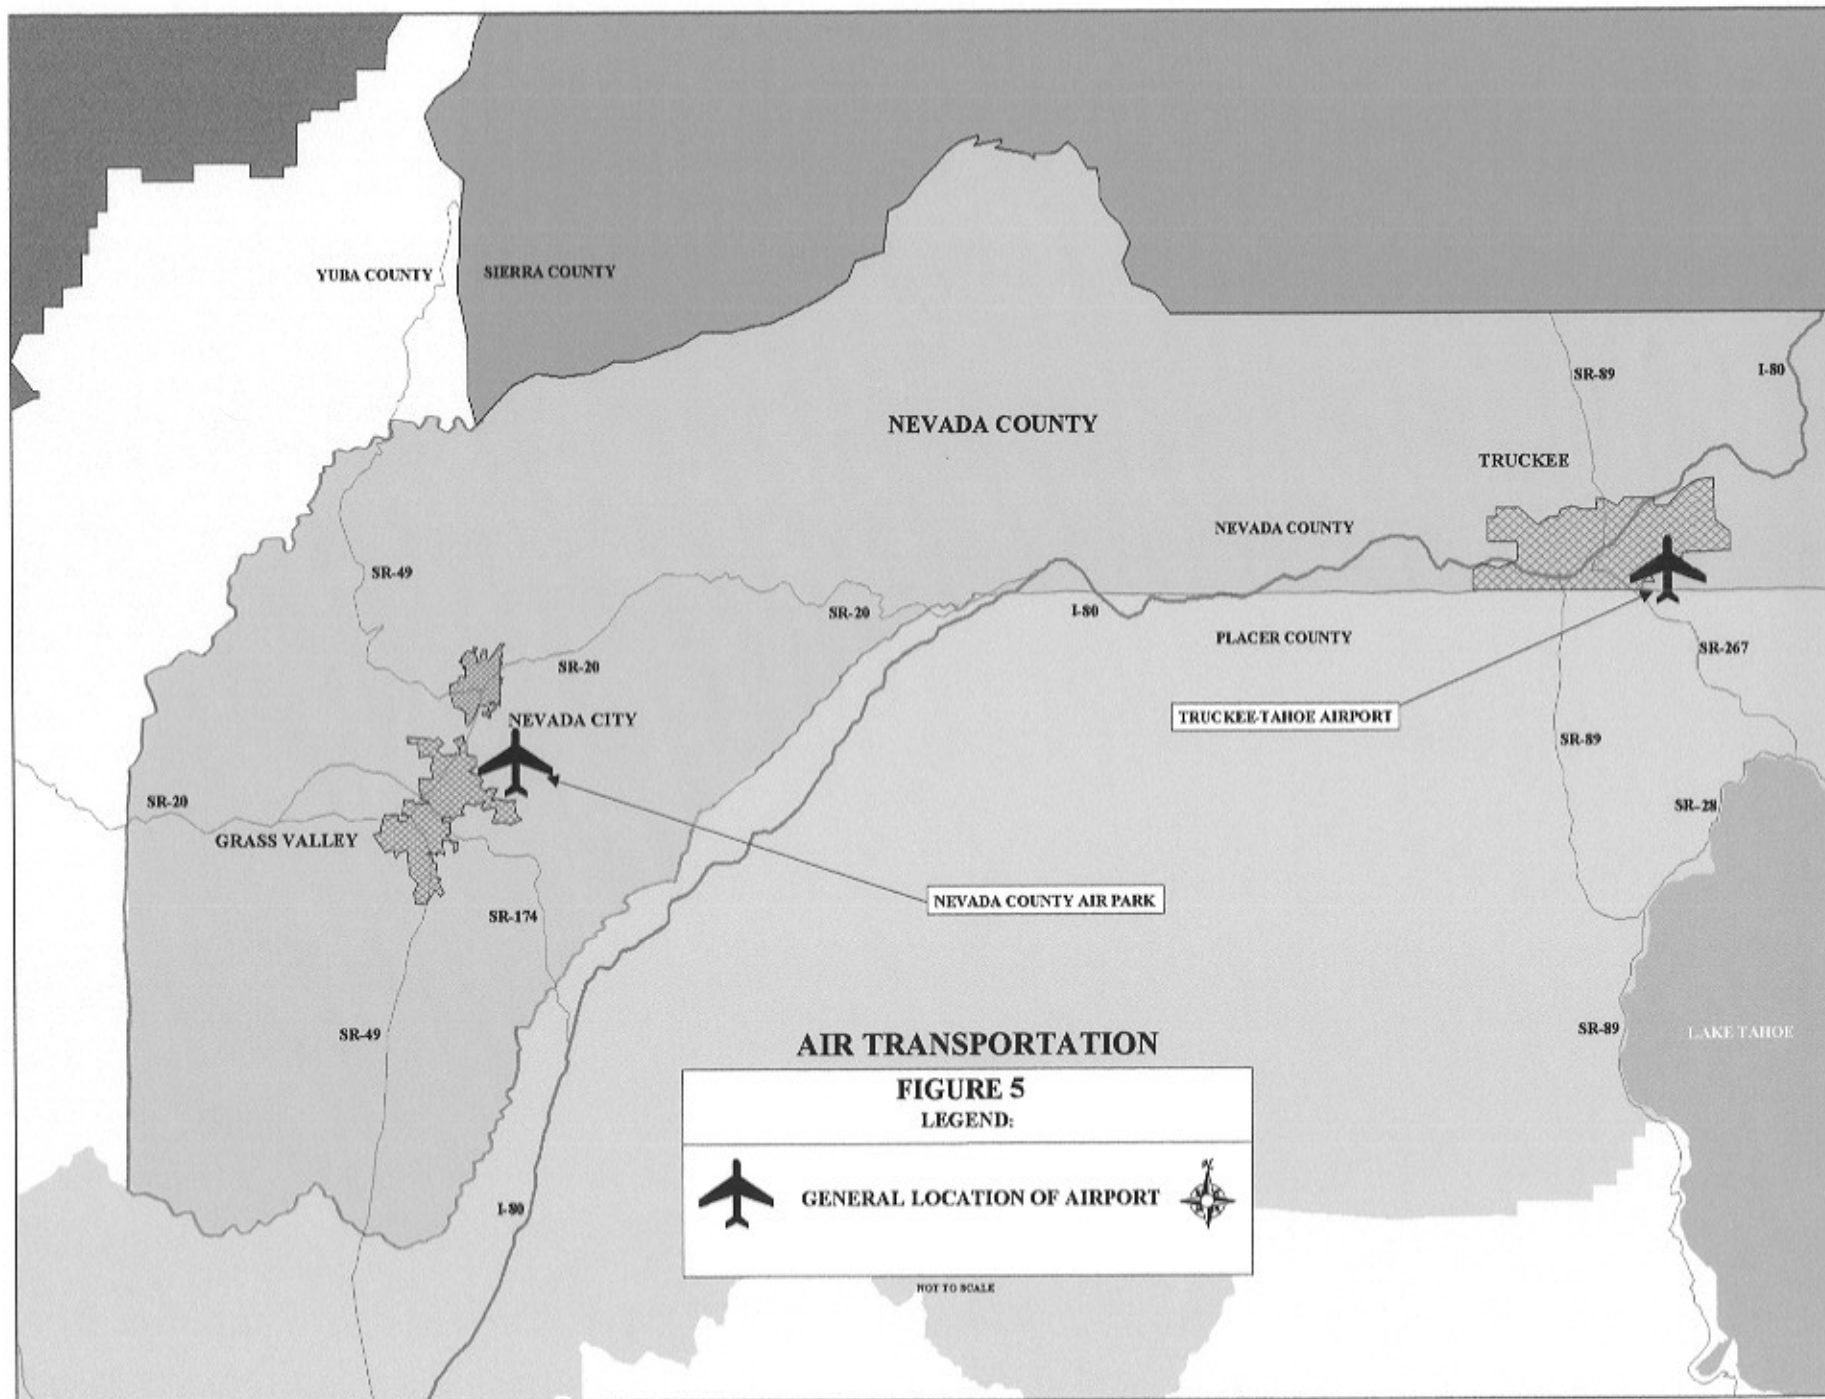 YUBA COUNTY
SIERRA COUNTY
SR-89
I-80
NEVADA COUNTY
TRUCKEE
NEVADA COUNTY
SR-49
SR-20
I-80
PLACER COUNTY
SR-267
SR-20
TRUCKEE-TAHOE AIRPORT
NEVADA CITY
SR-89
SR-20
SR-28
GRASS VALLEY
NEVADA COUNTY AIR PARK
SR-174
SR-49
SR-89
LAKE TAHOE
AIR TRANSPORTATION
FIGURE 5
LEGEND:
N
GENERAL LOCATION OF AIRPORT
I-80
NOT TO SCALE